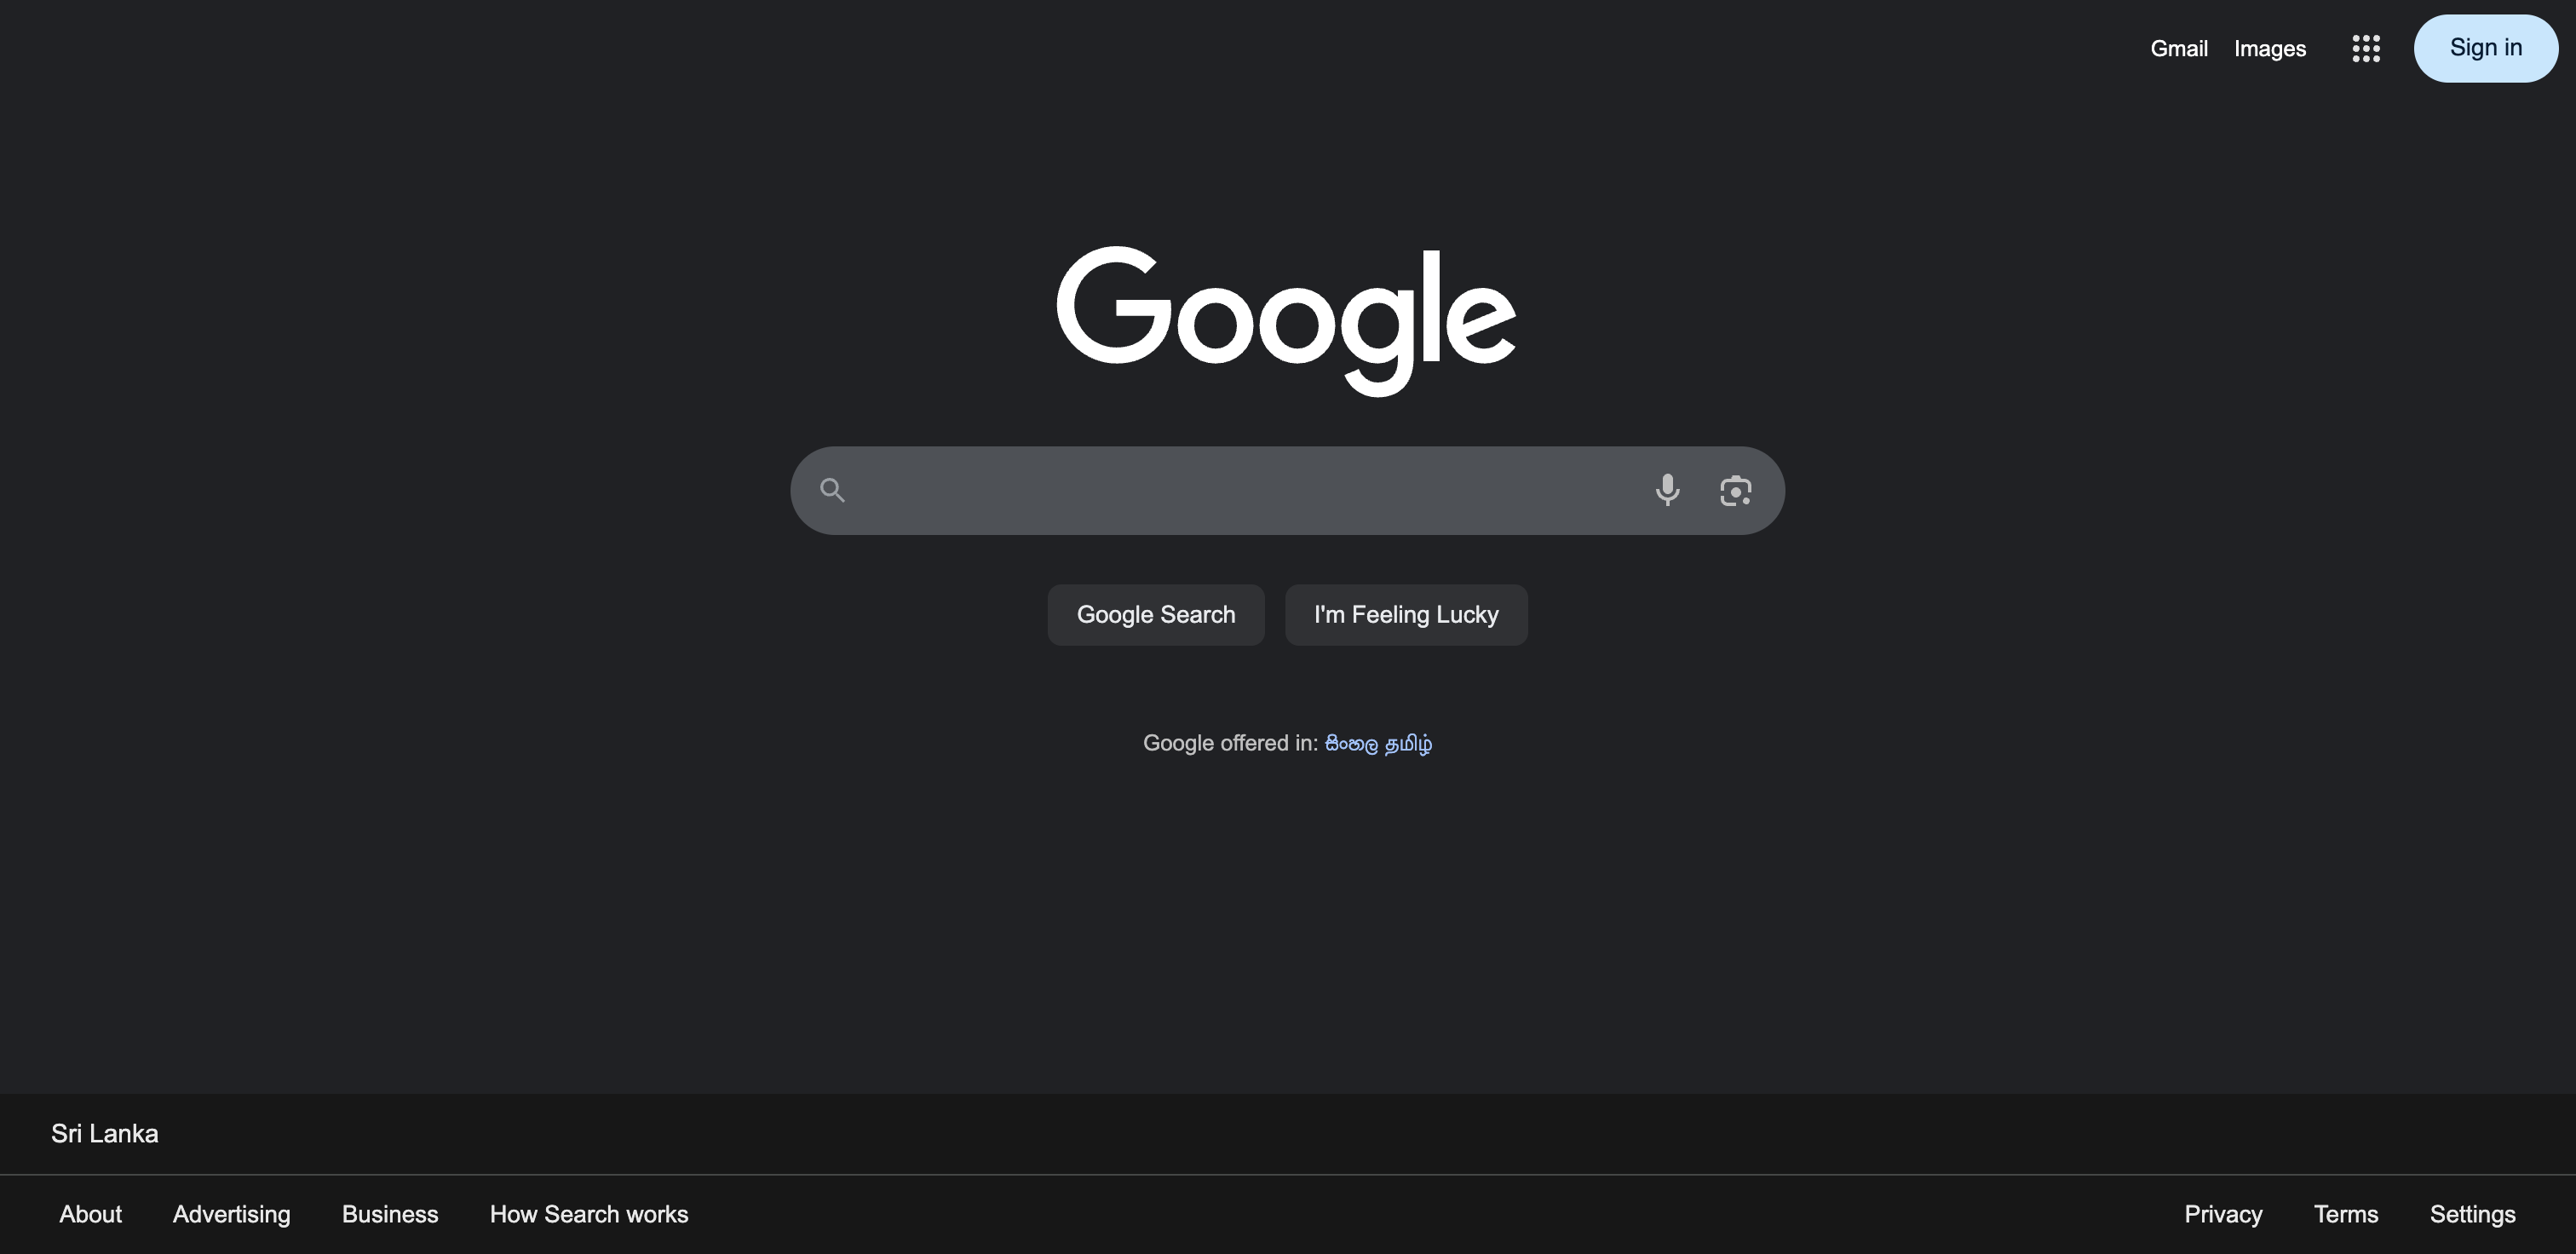 Gmail Images Sign in
Google
Google Search I'm Feeling Lucky
Google offered in: සිංහල தமிழ்
Sri Lanka
About Advertising Business How Search works Privacy Terms Settings